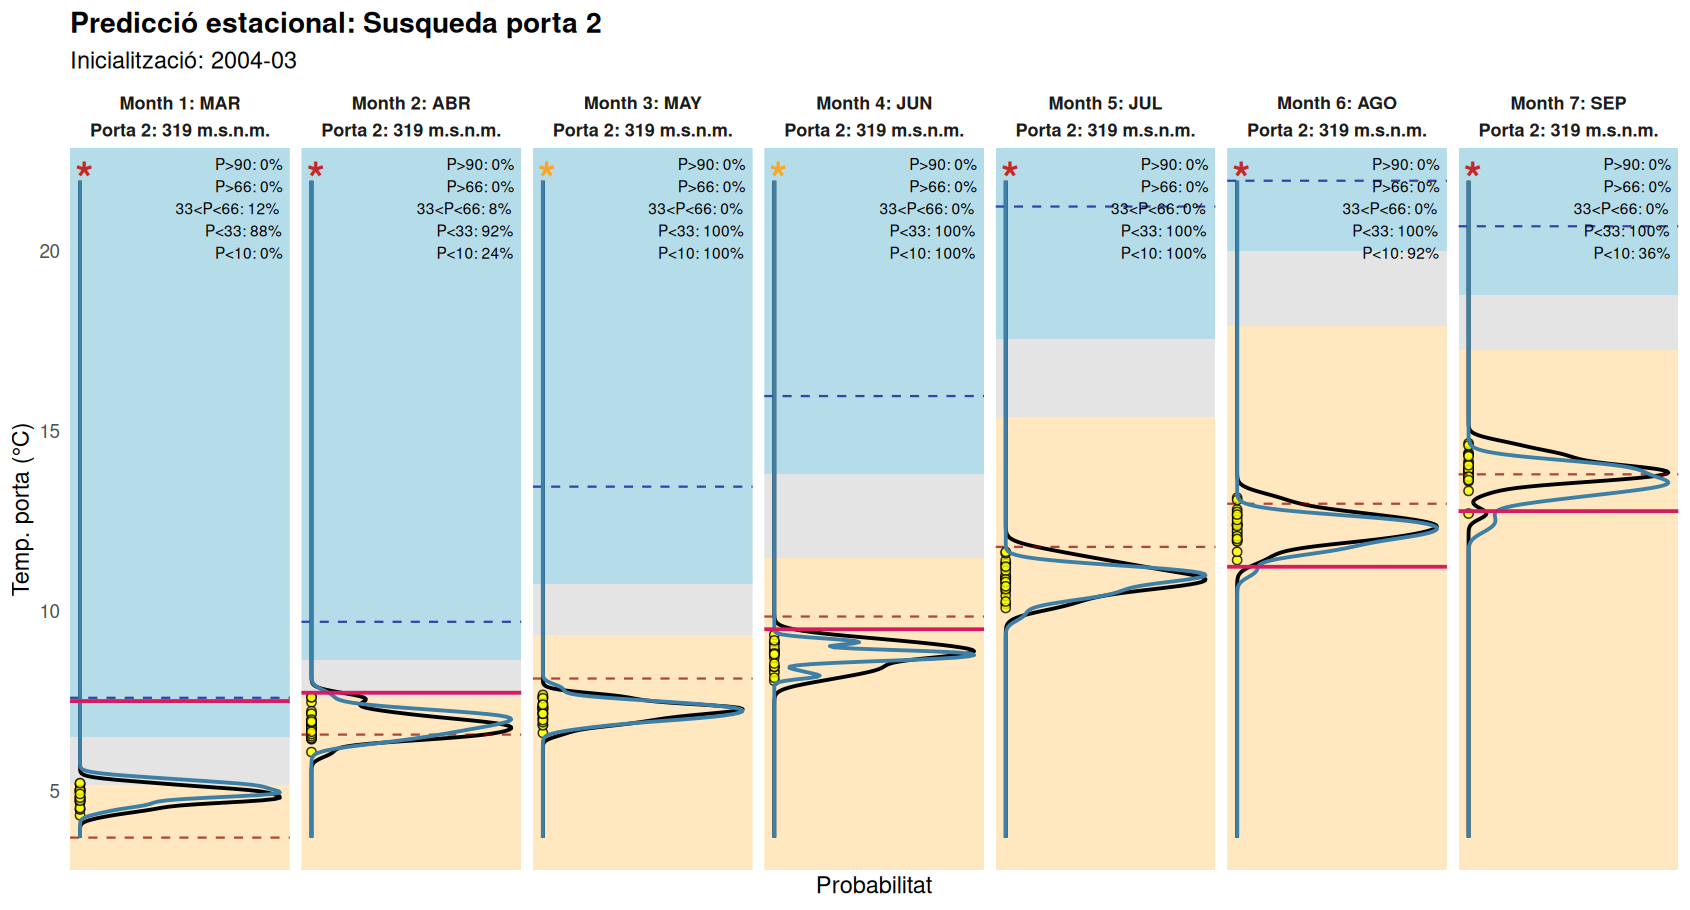 Predicció estacional: Susqueda porta 2
Inicialització: 2004-03
Month 1: MAR
Porta 2: 319 m.s.n.m.
Month 2: ABR
Porta 2: 319 m.s.n.m.
Month 3: MAY
Porta 2: 319 m.s.n.m.
Month 4: JUN
Porta 2: 319 m.s.n.m.
Month 5: JUL
Porta 2: 319 m.s.n.m.
Month 6: AGO
Porta 2: 319 m.s.n.m.
Month 7: SEP
Porta 2: 319 m.s.n.m.
*
P>90: 0%
P>66: 0%
33<P<66: 12%
P<33: 88%
P<10: 0%
*
P>90: 0%
P>66: 0%
33<P<66: 8%
P<33: 92%
P<10: 24%
*
P>90: 0%
P>66: 0%
33<P<66: 0%
P<33: 100%
P<10: 100%
*
P>90: 0%
P>66: 0%
33<P<66: 0%
P<33: 100%
P<10: 100%
*
P>90: 0%
P>66: 0%
33<P<66: 0%
P<33: 100%
P<10: 100%
*
P>90: 0%
P>66: 0%
33<P<66: 0%
P<33: 100%
P<10: 92%
*
P>90: 0%
P>66: 0%
33<P<66: 0%
P<33: 100%
P<10: 36%
Temp. porta (°C)
20
15
10
5
Probabilitat